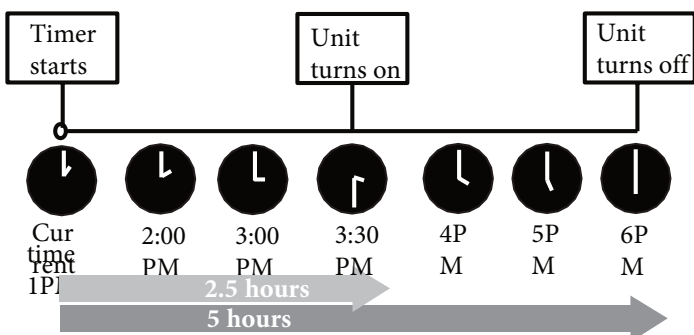 Timer
starts
Unit
turns on
Unit
turns off
Cur
time
rent
1PM
2:00
PM
3:00
PM
3:30
PM
4P
M
5P
M
6P
M
2.5 hours
5 hours